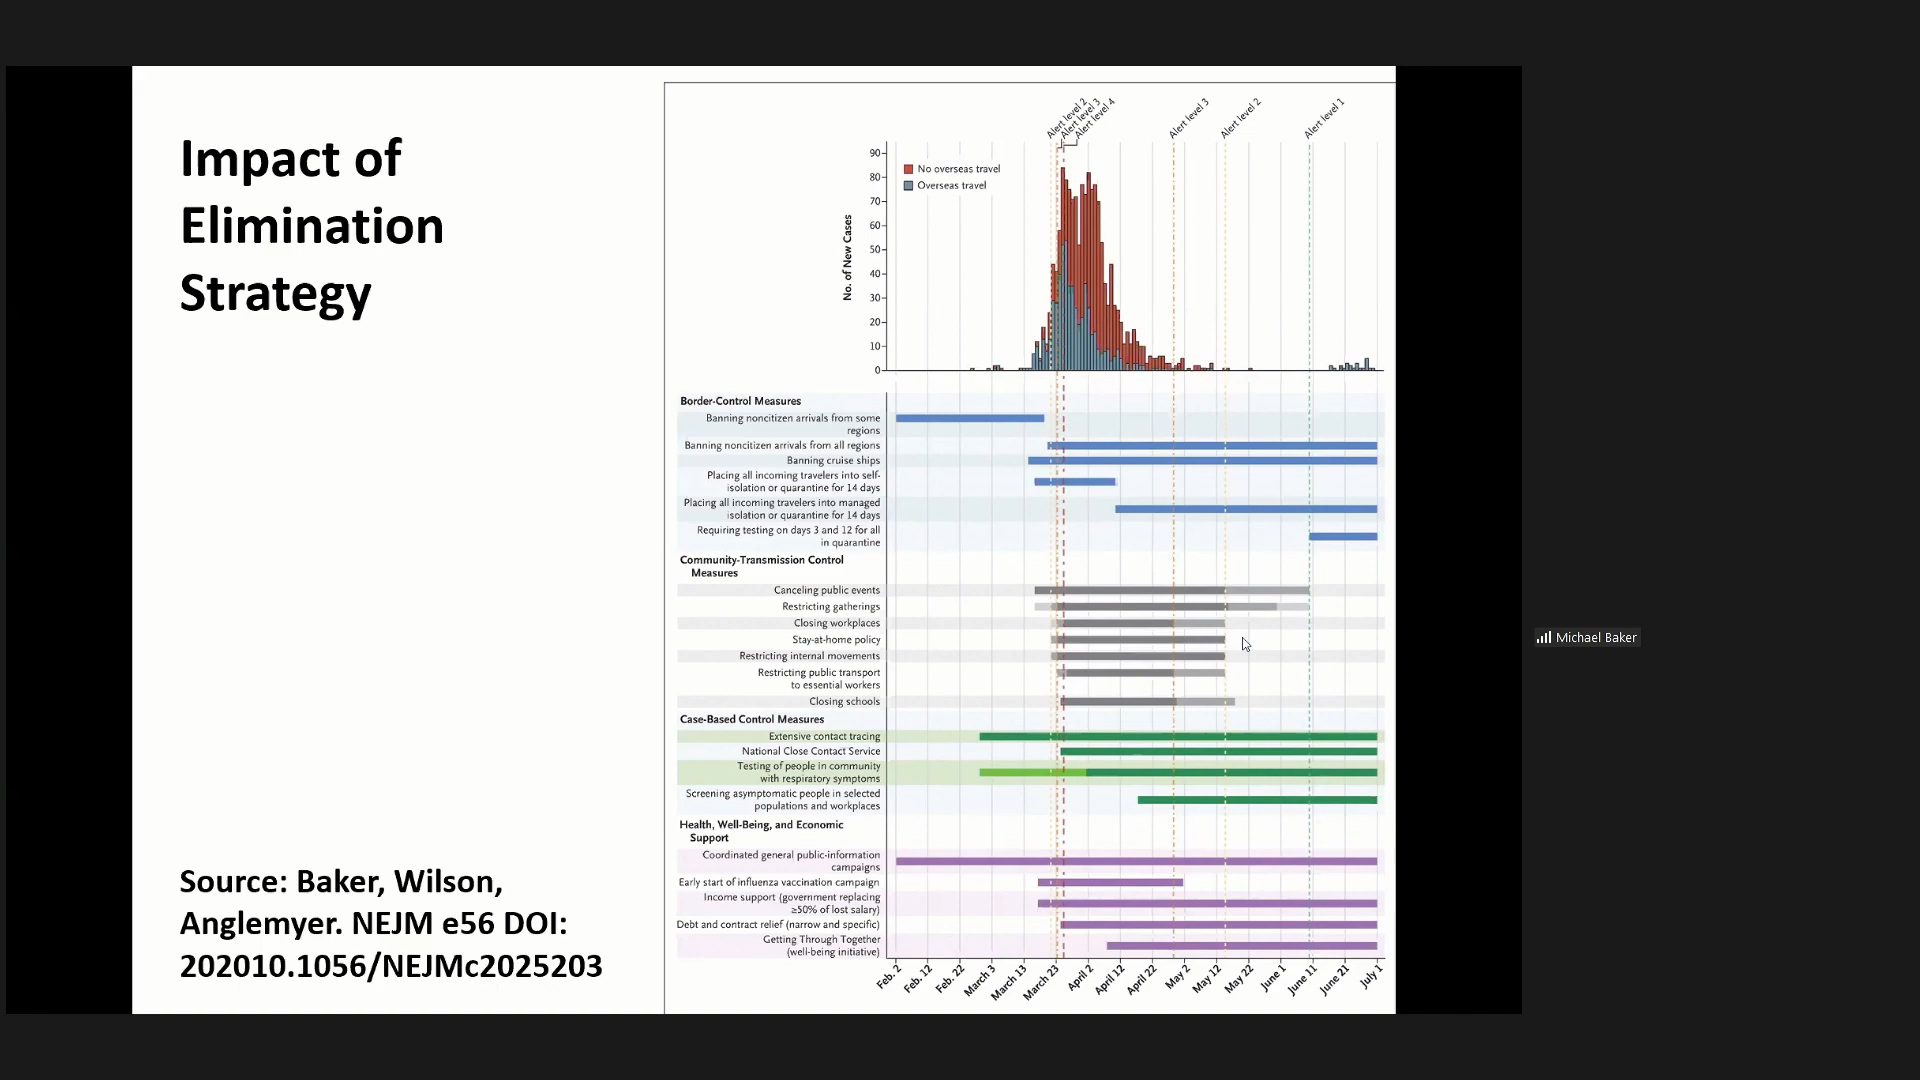 Impact of
Elimination
Strategy
Source: Baker, Wilson,
Anglemyer. NEJM e56 DOI:
202010.1056/NEJMc2025203
Alert level 2
Alert level 3
Alert level 4
Alert level 3
Alert level 2
Alert level 1
No. of New Cases
90
80
70
60
50
40
30
20
10
0
No overseas travel
Overseas travel
Border-Control Measures
Banning noncitizen arrivals from some
regions
Banning noncitizen arrivals from all regions
Banning cruise ships
Placing all incoming travelers into self-
isolation or quarantine for 14 days
Placing all incoming travelers into managed
isolation or quarantine for 14 days
Requiring testing on days 3 and 12 for all
in quarantine
Community-Transmission Control
Measures
Canceling public events
Restricting gatherings
Closing workplaces
Stay-at-home policy
Restricting internal movements
Restricting public transport
to essential workers
Closing schools
Case-Based Control Measures
Extensive contact tracing
National Close Contact Service
Testing of people in community
with respiratory symptoms
Screening asymptomatic people in selected
populations and workplaces
Health, Well-Being, and Economic
Support
Coordinated general public-information
campaigns
Early start of influenza vaccination campaign
Income support (government replacing
≥50% of lost salary)
Debt and contract relief (narrow and specific)
Getting Through Together
(well-being initiative)
Feb. 2
Feb. 12
Feb. 22
March 3
March 13
March 23
April 2
April 12
April 22
May 2
May 12
May 22
June 1
June 11
June 21
July 1
Michael Baker